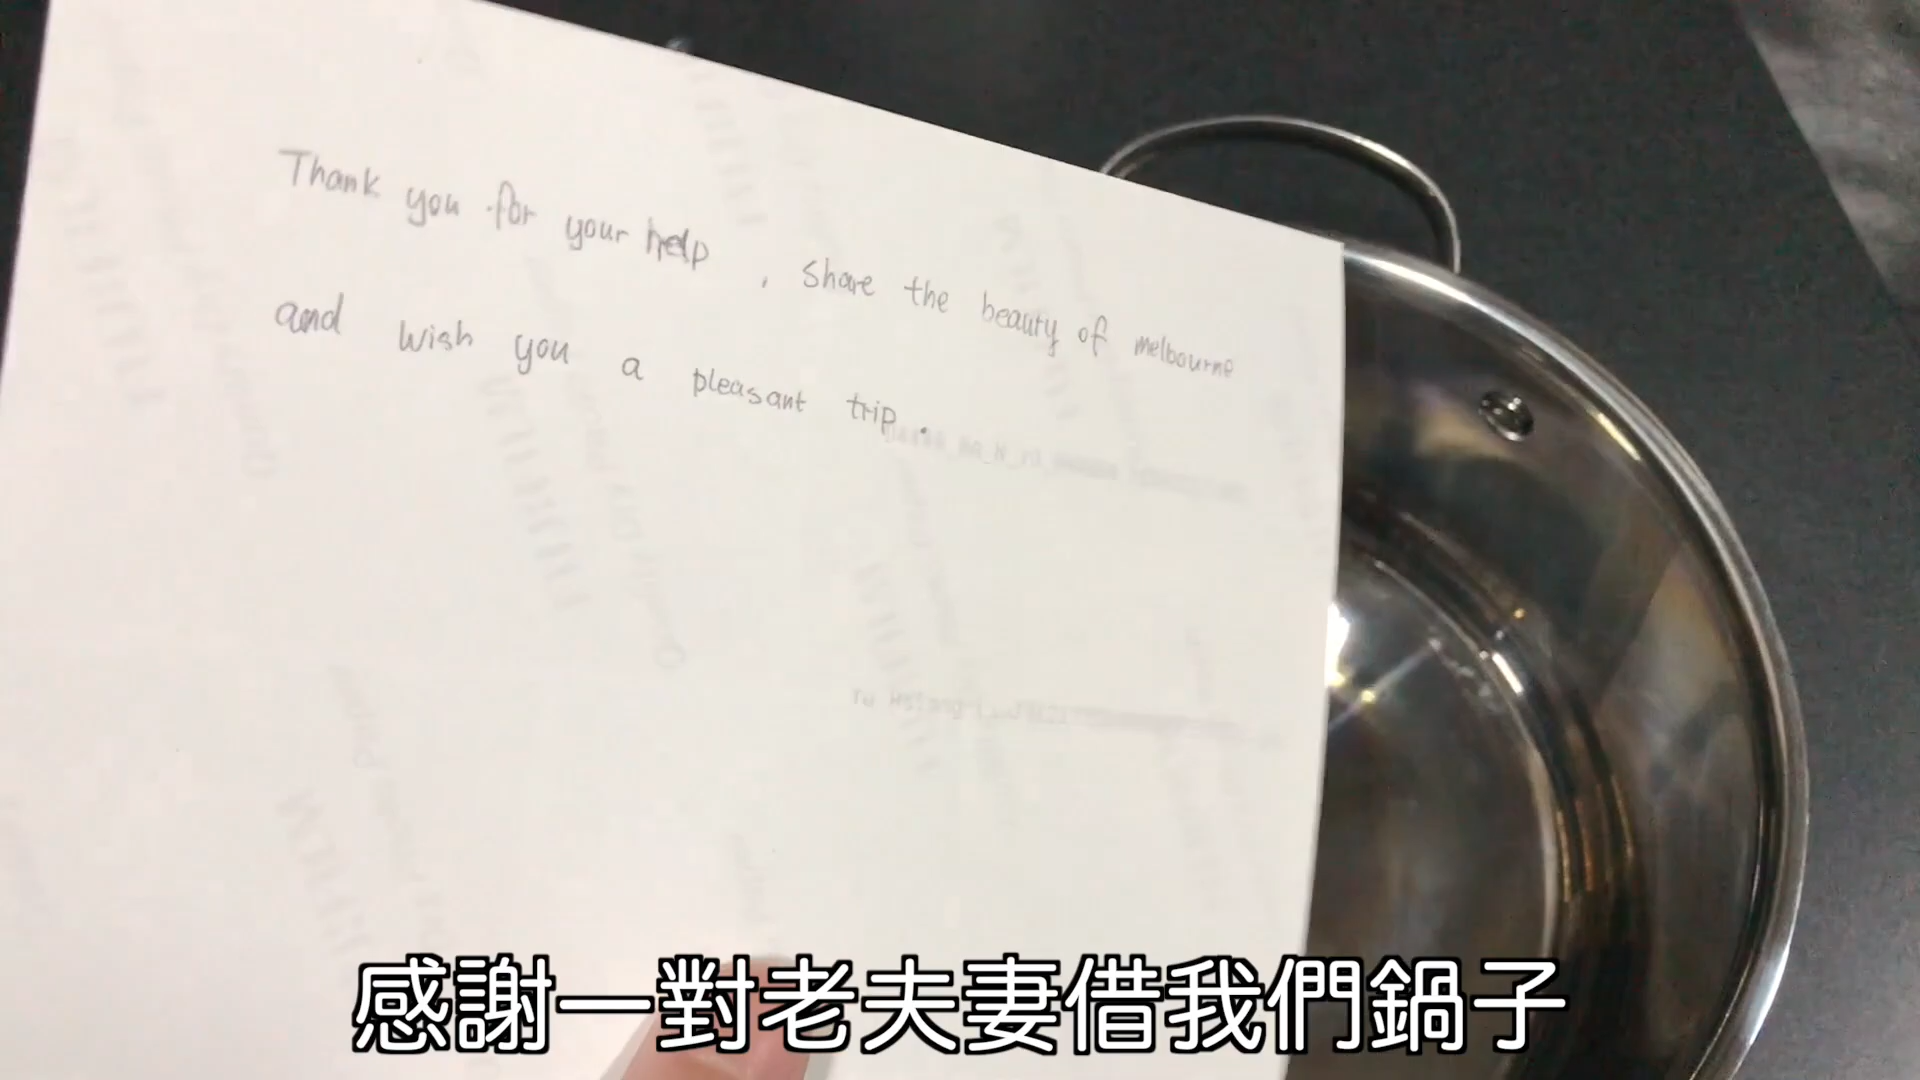 Thank you for your help , Share the beauty of melbourne
and wish you a pleasant trip .
感謝一對老夫妻借我們鍋子